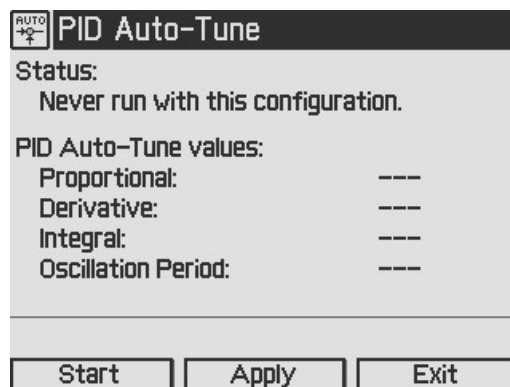 AUTO
PID Auto-Tune
Status:
Never run with this configuration.
PID Auto-Tune values:
Proportional: ---
Derivative: ---
Integral: ---
Oscillation Period: ---
Start Apply Exit